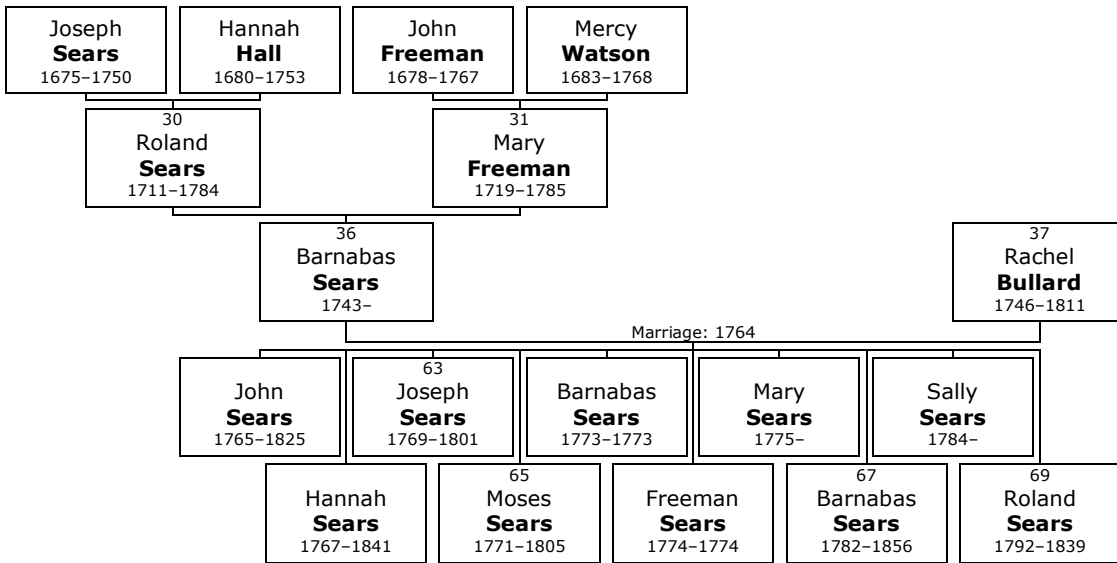 Joseph
Sears
1675–1750
Hannah
Hall
1680–1753
John
Freeman
1678–1767
Mercy
Watson
1683–1768
30
Roland
Sears
1711–1784
31
Mary
Freeman
1719–1785
36
Barnabas
Sears
1743–
37
Rachel
Bullard
1746–1811
Marriage: 1764
John
Sears
1765–1825
63
Joseph
Sears
1769–1801
Barnabas
Sears
1773–1773
Mary
Sears
1775–
Sally
Sears
1784–
Hannah
Sears
1767–1841
65
Moses
Sears
1771–1805
Freeman
Sears
1774–1774
67
Barnabas
Sears
1782–1856
69
Roland
Sears
1792–1839